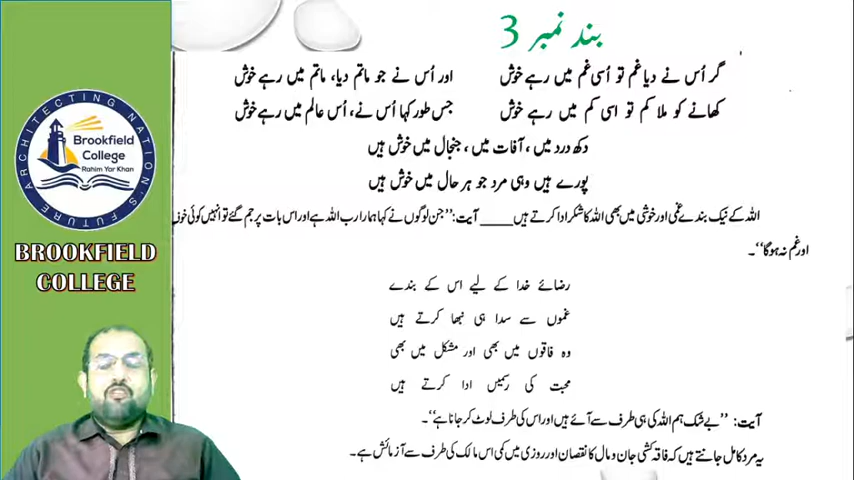 بند نمبر 3
گر اُس نے دیا غم تو اُسی غم میں رہے خوش اور اُس نے جو ماتم دیا، ماتم میں رہے خوش
کھانے کو ملا کم تو اسی کم میں رہے خوش جس طور کہا اُس نے، اُس عالم میں رہے خوش
دکھ درد میں، آفات میں، جنجال میں خوش ہیں
پورے ہیں وہی مرد جو ہر حال میں خوش ہیں
اللہ کے نیک بندے غمی اور خوشی میں بھی اللہ کا شکر ادا کرتے ہیں____ آیت: "جن لوگوں نے کہا ہمارا رب اللہ ہے اور اس بات پر جم گئے تو انہیں کوئی خوف
اور غم نہ ہوگا"۔
رضائے خدا کے لیے اس کے بندے
غموں سے سدا ہی نبھا کرتے ہیں
وہ فاقوں میں بھی اور مشکل میں بھی
محبت کی رسمیں ادا کرتے ہیں
آیت: "بے شک ہم اللہ کی ہی طرف سے آئے ہیں اور اسی کی طرف لوٹ کر جانا ہے"۔
یہ مرد کامل جانتے ہیں کہ فاقہ کشی جان و مال کا نقصان اور روزی میں کمی اس مالک کی طرف سے آزمائش ہے۔
ARCHITECTING NATION'S FUTURE
Brookfield
College
Rahim Yar Khan
BROOKFIELD
COLLEGE